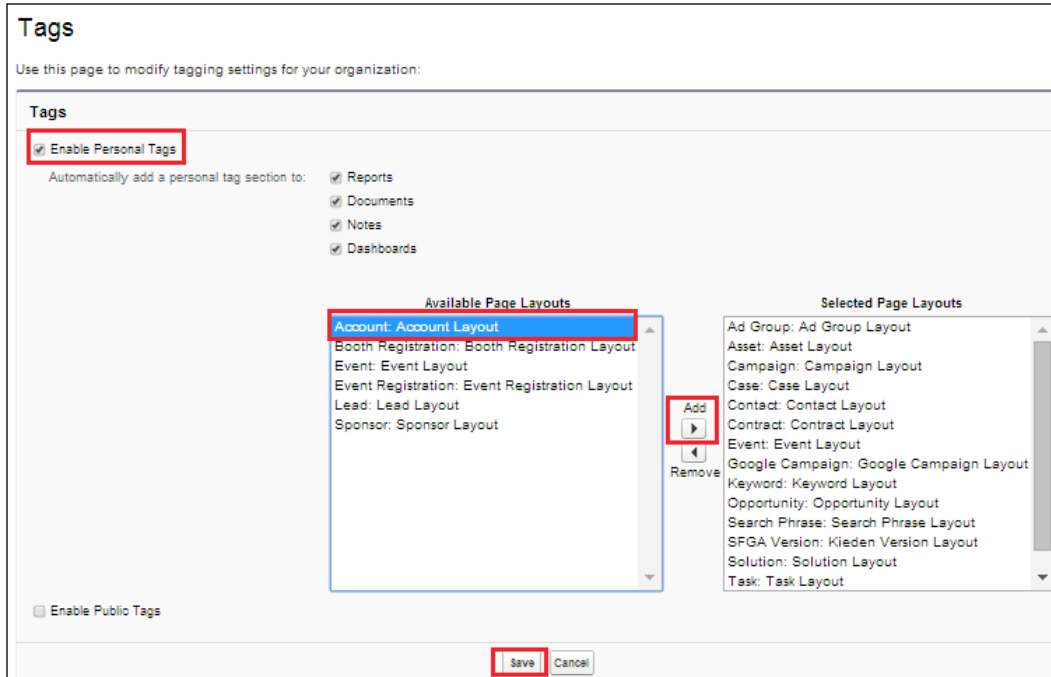 Tags
Use this page to modify tagging settings for your organization:
Tags
Enable Personal Tags
Automatically add a personal tag section to:
Reports
Documents
Notes
Dashboards
Available Page Layouts
Account: Account Layout
Booth Registration: Booth Registration Layout
Event: Event Layout
Event Registration: Event Registration Layout
Lead: Lead Layout
Sponsor: Sponsor Layout
Add
Remove
Selected Page Layouts
Ad Group: Ad Group Layout
Asset: Asset Layout
Campaign: Campaign Layout
Case: Case Layout
Contact: Contact Layout
Contract: Contract Layout
Event: Event Layout
Google Campaign: Google Campaign Layout
Keyword: Keyword Layout
Opportunity: Opportunity Layout
Search Phrase: Search Phrase Layout
SFGA Version: Kieden Version Layout
Solution: Solution Layout
Task: Task Layout
Enable Public Tags
Save
Cancel